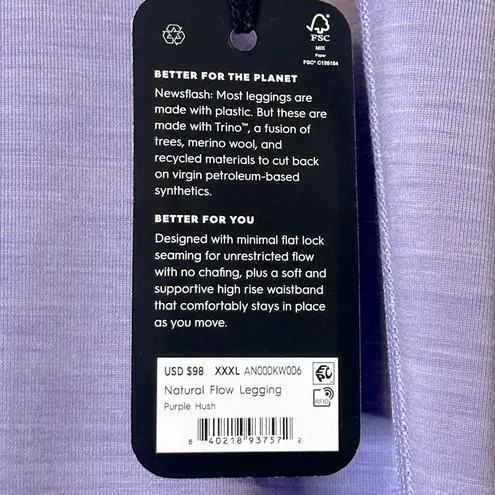 FSC
MIX
Paper
FSC® C135184
BETTER FOR THE PLANET
Newsflash: Most leggings are
made with plastic. But these are
made with Trino™, a fusion of
trees, merino wool, and
recycled materials to cut back
on virgin petroleum-based
synthetics.
BETTER FOR YOU
Designed with minimal flat lock
seaming for unrestricted flow
with no chafing, plus a soft and
supportive high rise waistband
that comfortably stays in place
as you move.
USD $98 XXXL AN000KW006
Natural Flow Legging
Purple Hush
RFID
8 40218 93757 2